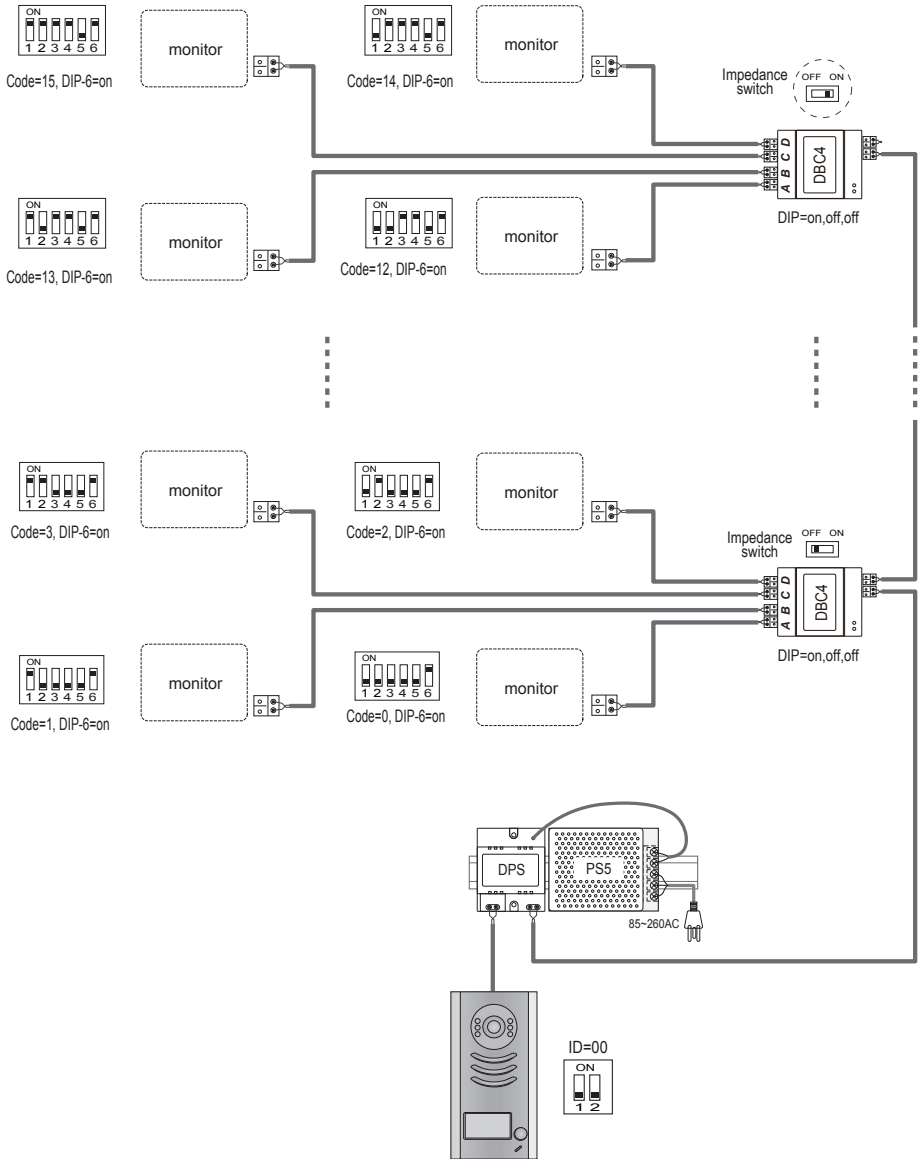 ON
1 2 3 4 5 6
Code=15, DIP-6=on
monitor
ON
1 2 3 4 5 6
Code=14, DIP-6=on
monitor
Impedance
switch
OFF ON
A B C D
DBC4
DIP=on,off,off
ON
1 2 3 4 5 6
Code=13, DIP-6=on
monitor
ON
1 2 3 4 5 6
Code=12, DIP-6=on
monitor
ON
1 2 3 4 5 6
Code=3, DIP-6=on
monitor
ON
1 2 3 4 5 6
Code=2, DIP-6=on
monitor
Impedance
switch
OFF ON
A B C D
DBC4
DIP=on,off,off
ON
1 2 3 4 5 6
Code=1, DIP-6=on
monitor
ON
1 2 3 4 5 6
Code=0, DIP-6=on
monitor
DPS
PS5
85~260AC
ID=00
ON
1 2